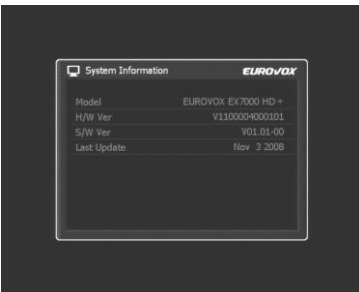 System Information EUROVOX
Model EUROVOX EX7000 HD+
H/W Ver V1100004000101
S/W Ver V01.01-00
Last Update Nov 3 2008